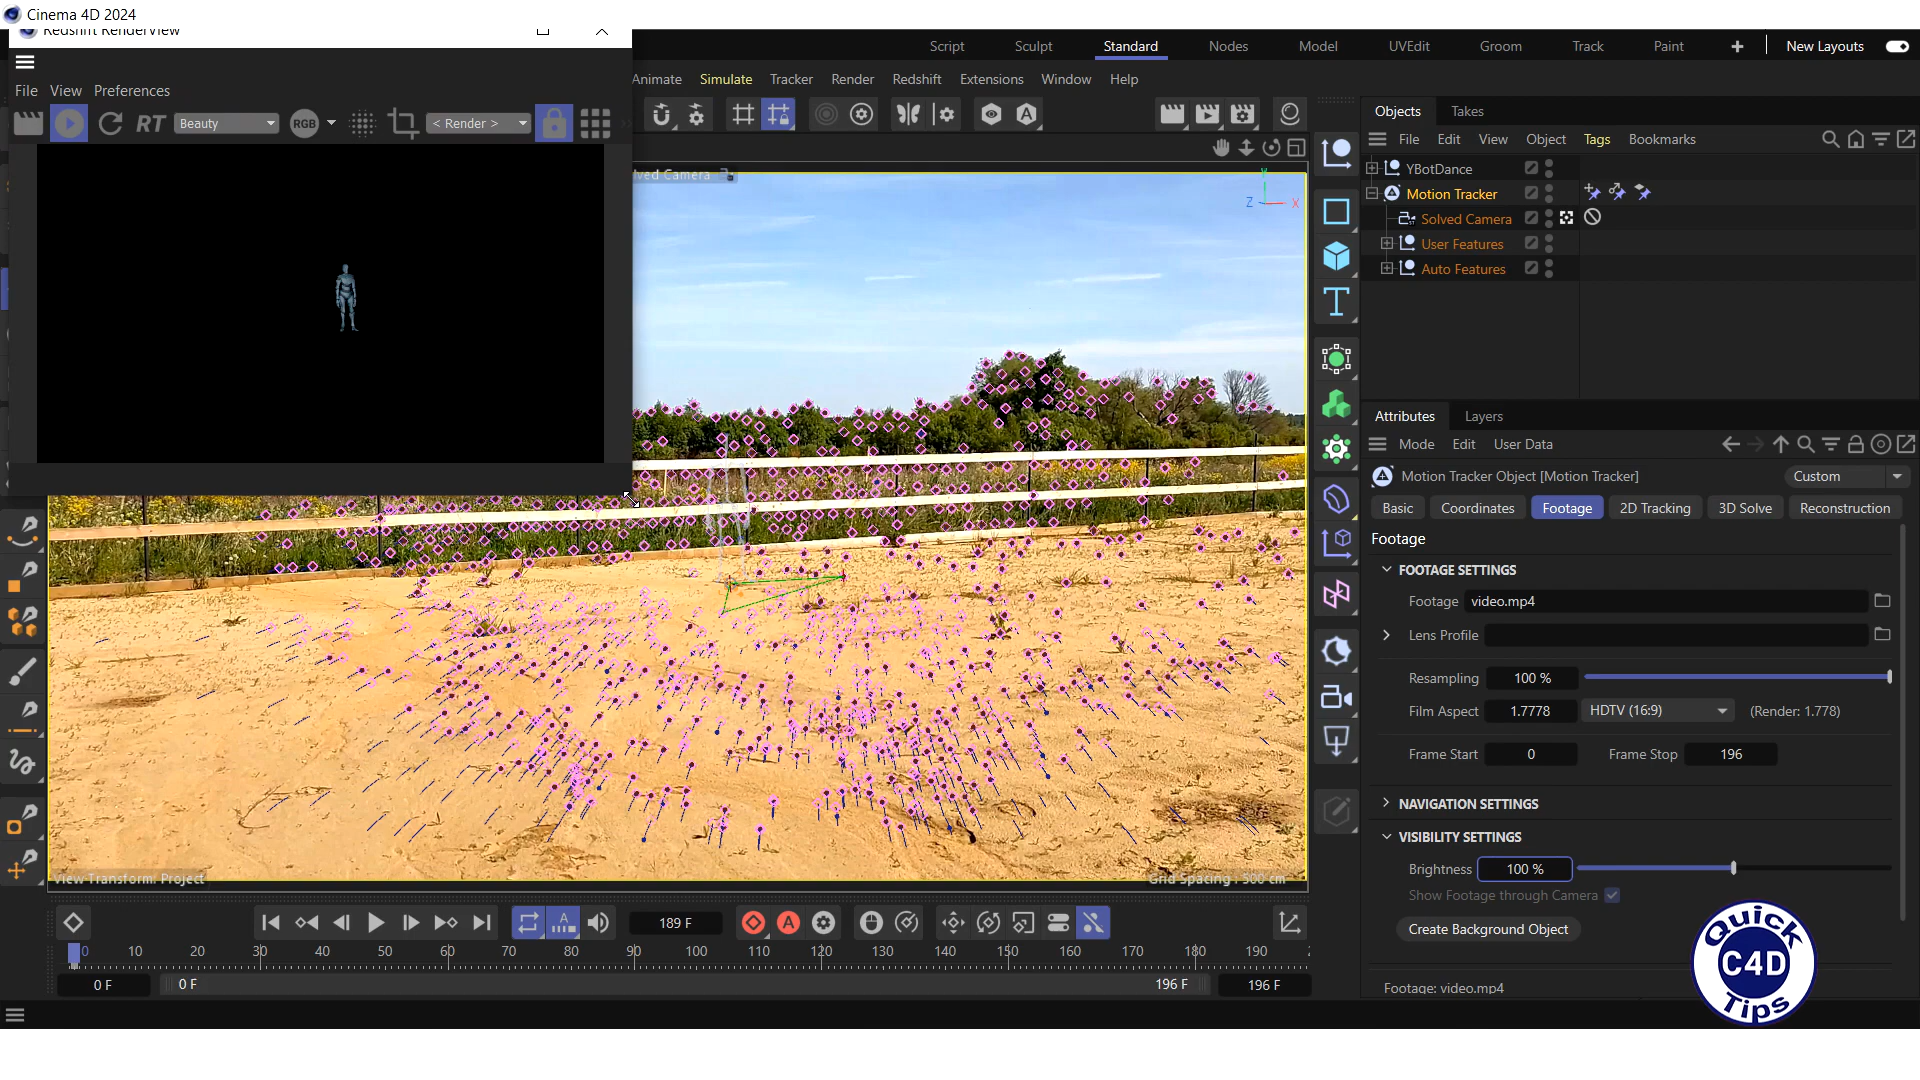 Cinema 4D 2024
Redshift RenderView
Script Sculpt Standard Nodes Model UVEdit Groom Track Paint New Layouts
File View Preferences
Animate Simulate Tracker Render Redshift Extensions Window Help
RT Beauty RGB < Render >
Objects Takes
File Edit View Object Tags Bookmarks
YBotDance
Motion Tracker
Solved Camera
User Features
Auto Features
lved Camera
Y
Z X
Attributes Layers
Mode Edit User Data
Motion Tracker Object [Motion Tracker] Custom
Basic Coordinates Footage 2D Tracking 3D Solve Reconstruction
Footage
FOOTAGE SETTINGS
Footage video.mp4
Lens Profile
Resampling 100 %
Film Aspect 1.7778 HDTV (16:9) (Render: 1.778)
Frame Start 0 Frame Stop 196
NAVIGATION SETTINGS
VISIBILITY SETTINGS
Brightness 100 %
Show Footage through Camera
Create Background Object
Footage: video.mp4
View Transform: Project
Grid Spacing : 500 cm
189 F
0 10 20 30 40 50 60 70 80 90 100 110 120 130 140 150 160 170 180 190
0 F 0 F 196 F 196 F
Quick
C4D
Tips